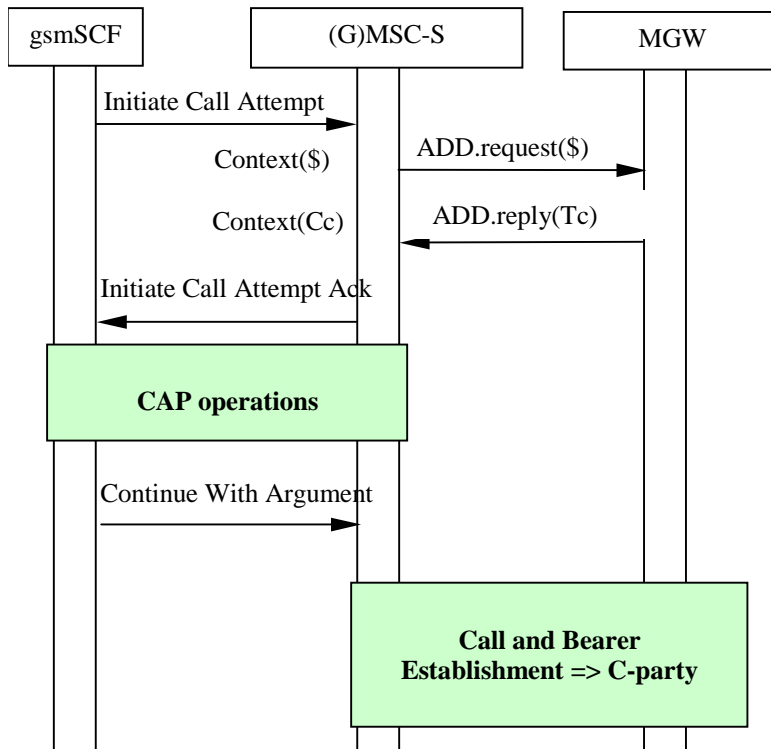 gsmSCF
(G)MSC-S
MGW
Initiate Call Attempt
Context($)
ADD.request($)
Context(Cc)
ADD.reply(Tc)
Initiate Call Attempt Ack
CAP operations
Continue With Argument
Call and Bearer
Establishment => C-party